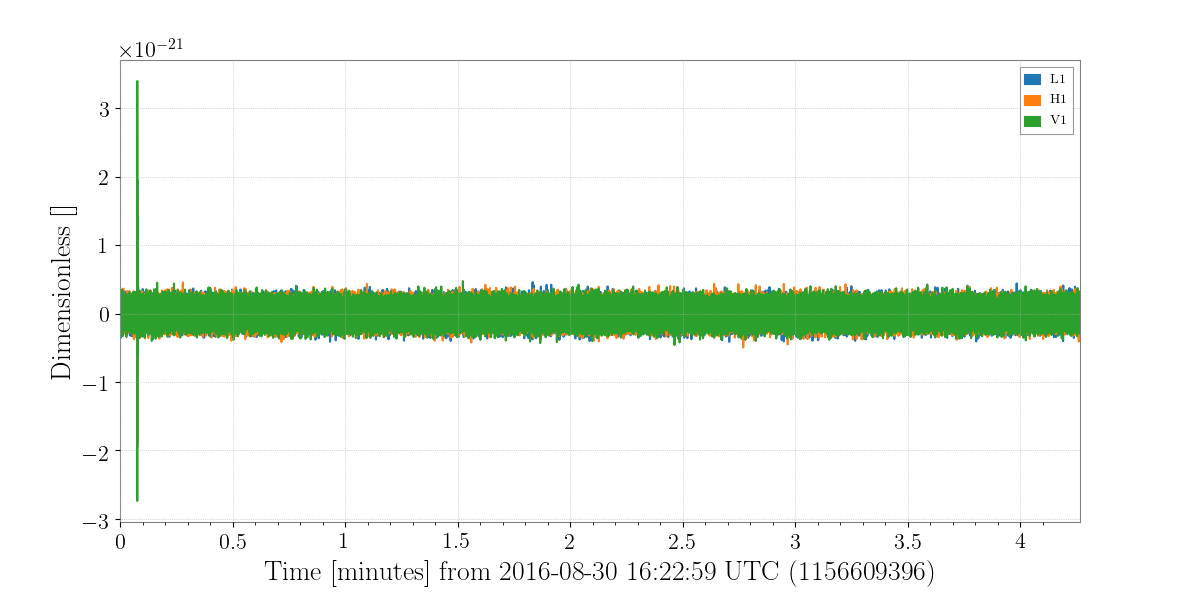 ×10⁻²¹
L1
H1
V1
3
2
1
0
−1
−2
−3
Dimensionless []
0 0.5 1 1.5 2 2.5 3 3.5 4
Time [minutes] from 2016-08-30 16:22:59 UTC (1156609396)